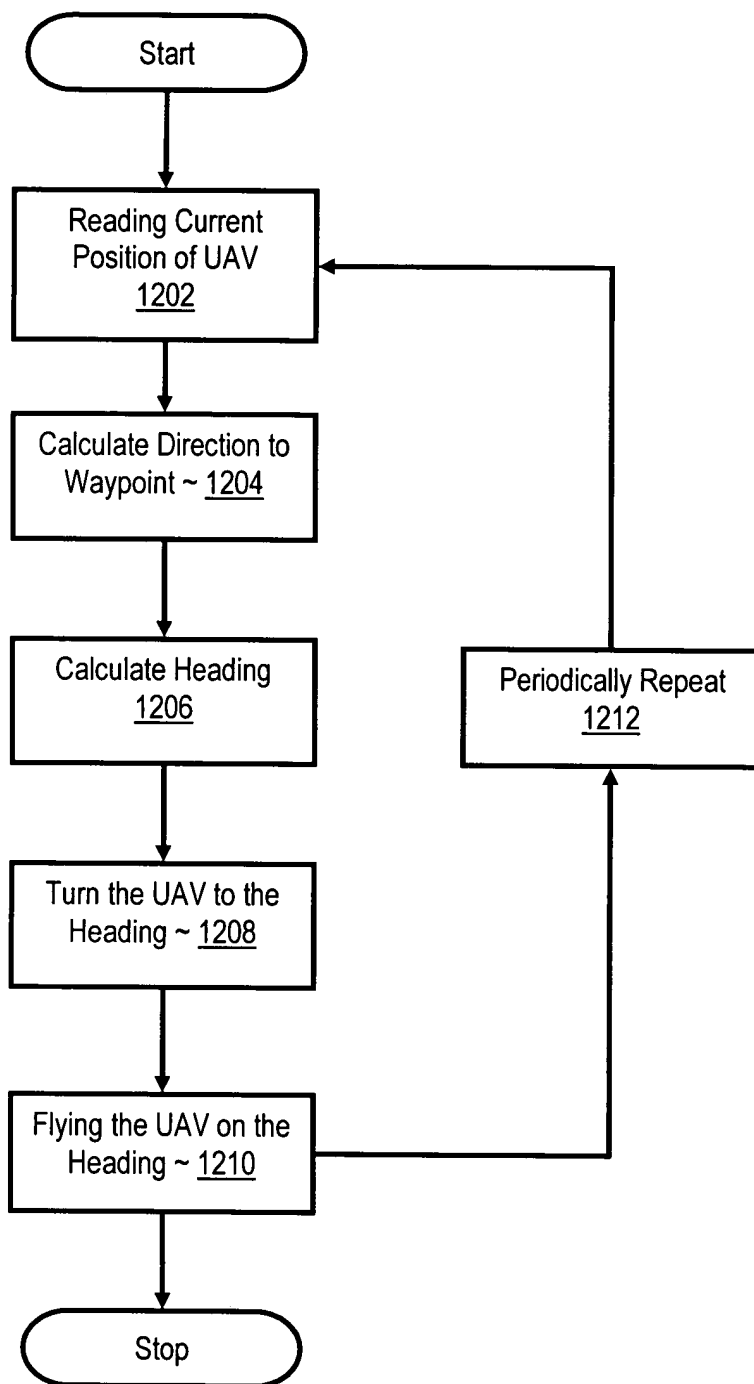 Start
Reading Current
Position of UAV
1202
Calculate Direction to
Waypoint ~ 1204
Calculate Heading
1206
Periodically Repeat
1212
Turn the UAV to the
Heading ~ 1208
Flying the UAV on the
Heading ~ 1210
Stop